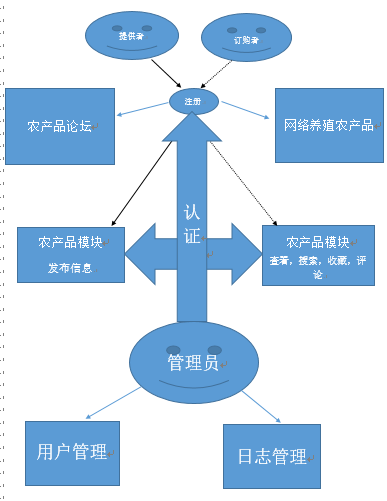 提供者
订购者
注册
农产品论坛
网络养殖农产品
认
证
农产品模块
发布信息
农产品模块
查看，搜索，收藏，评
论
管理员
用户管理
日志管理